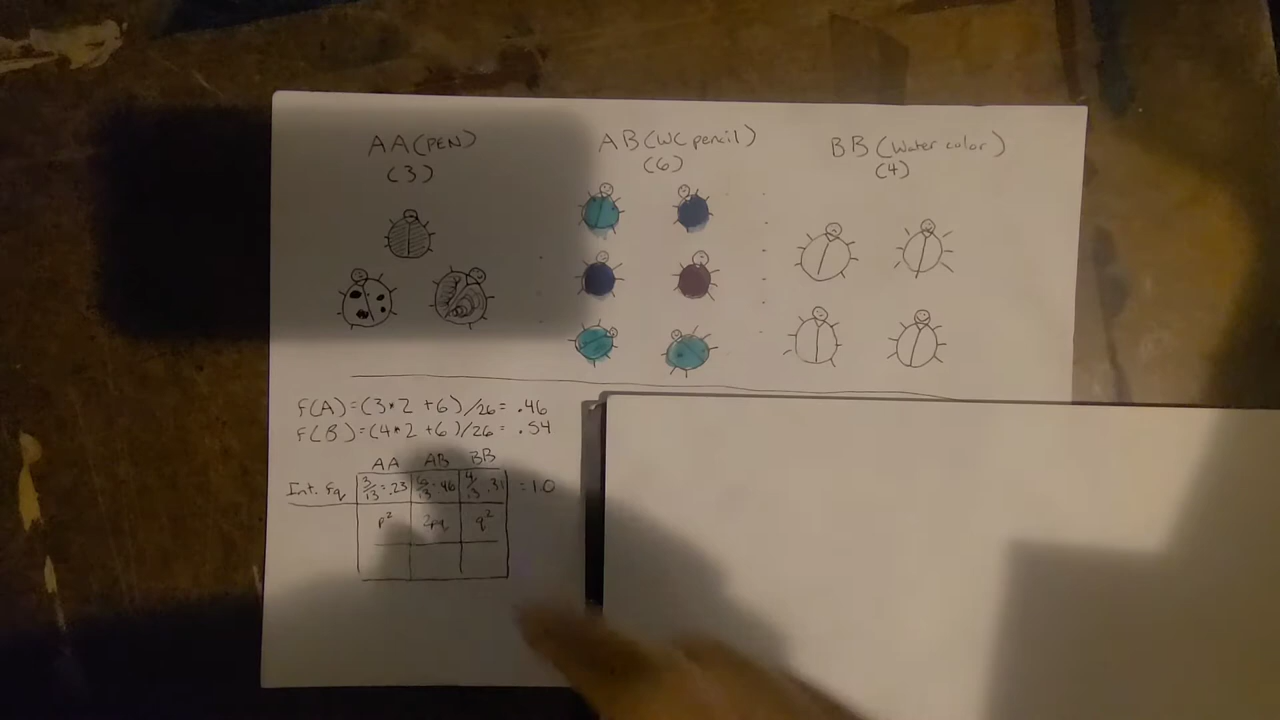 AA (PEN)
(3)
AB (WC pencil)
(6)
BB (Water color)
(4)
f(A) = (3*2 +6)/26 = .46
f(B) = (4*2 +6)/26 = .54
AA AB BB
Int. fq 3/13 = .23 6/13 = .46 4/13 .31 = 1.0
p² 2pq q²